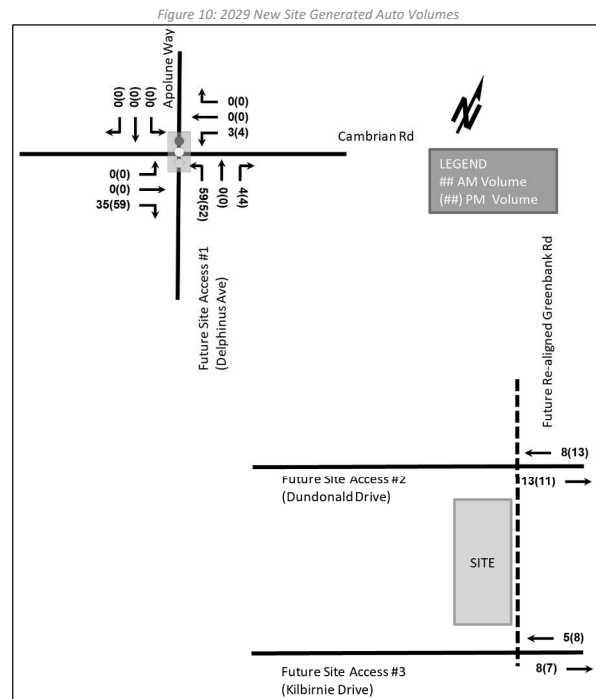 Figure 10: 2029 New Site Generated Auto Volumes
Apolune Way
0(0)
0(0)
0(0)
0(0)
0(0)
3(4)
Cambrian Rd
0(0)
0(0)
35(59)
59(52)
0(0)
4(4)
LEGEND
## AM Volume
(##) PM Volume
Future Site Access #1
(Delphinus Ave)
Future Re-aligned Greenbank Rd
8(13)
13(11)
Future Site Access #2
(Dundonald Drive)
SITE
5(8)
8(7)
Future Site Access #3
(Kilbirnie Drive)
N